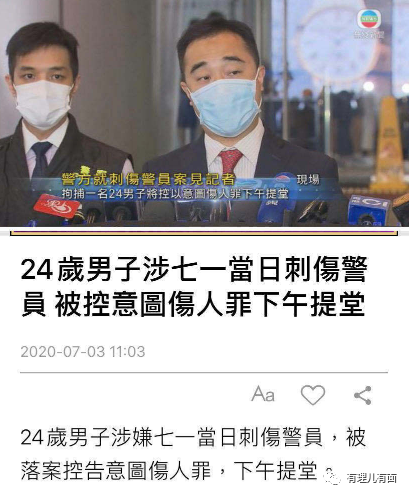 警方就刺傷警員案見記者
現場
拘捕一名24男子將控以意圖傷人罪下午提堂
24歲男子涉七一當日刺傷警
員 被控意圖傷人罪下午提堂
2020-07-03 11:03
Aa
24歲男子涉嫌七一當日刺傷警員，被
落案控告意圖傷人罪，下午提堂。
有理儿有面